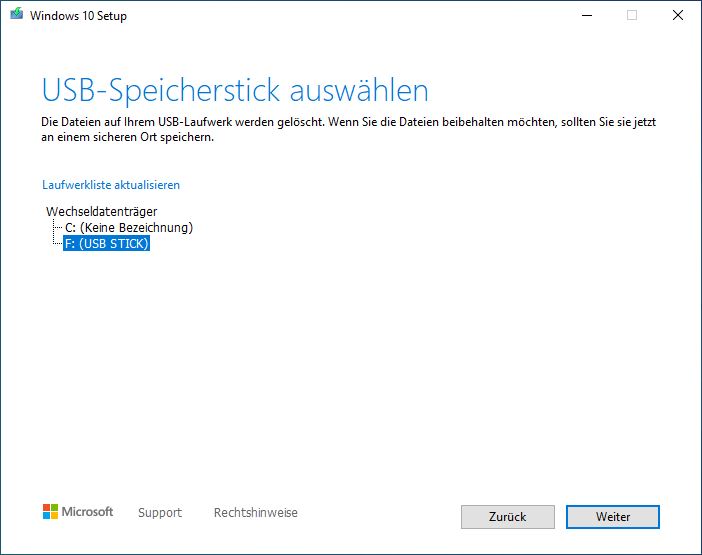 Windows 10 Setup
USB-Speicherstick auswählen
Die Dateien auf Ihrem USB-Laufwerk werden gelöscht. Wenn Sie die Dateien beibehalten möchten, sollten Sie sie jetzt
an einem sicheren Ort speichern.
Laufwerkliste aktualisieren
Wechseldatenträger
C: (Keine Bezeichnung)
F: (USB STICK)
Microsoft Support Rechtshinweise Zurück Weiter